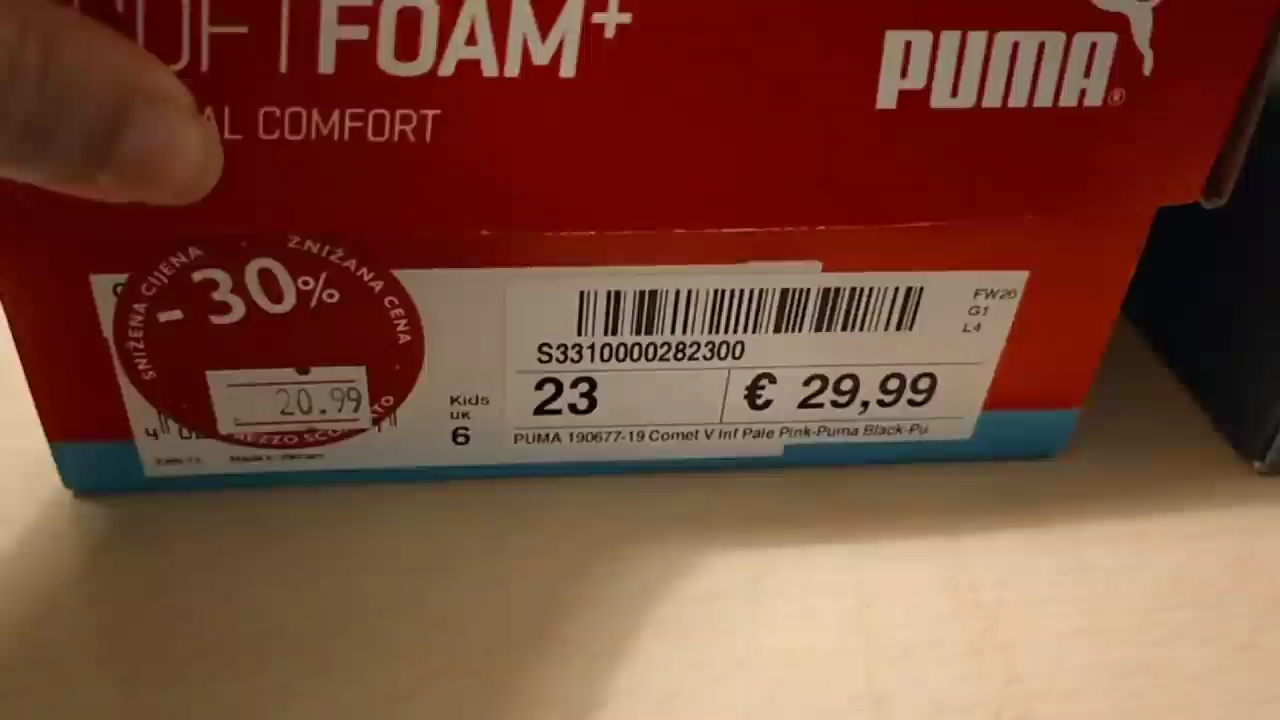 FOAM+
PUMA®
AL COMFORT
SNIŽENA CIJENA
ZNIŽANA CENA
-30%
20.99
Kids
UK
6
S3310000282300
23
€ 29,99
PUMA 190677-19 Comet V Inf Pale Pink-Puma Black-Pu
FW20
G1
L4